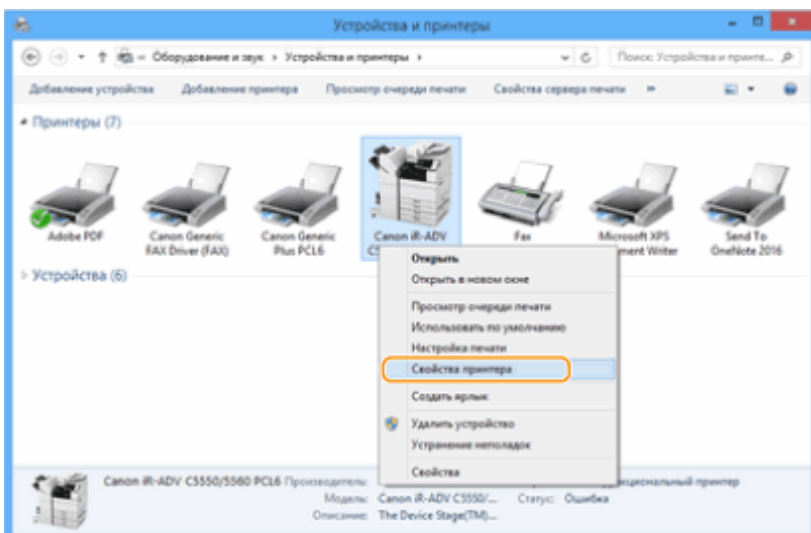 Устройства и принтеры
Оборудование и звук › Устройства и принтеры ›
Поиск: Устройства и принте...
Добавление устройства Добавление принтера Просмотр очереди печати Свойства сервера печати »
Принтеры (7)
Adobe PDF
Canon Generic FAX Driver (FAX)
Canon Generic Plus PCL6
Canon iR-ADV
Fax
Microsoft XPS
Send To OneNote 2016
Устройства (6)
Открыть
Открыть в новом окне
Просмотр очереди печати
Использовать по умолчанию
Настройка печати
Свойства принтера
Создать ярлык
Удалить устройство
Устранение неполадок
Свойства
Canon iR-ADV C5550/5560 PCL6 Производитель: принтер
Модель: Canon iR-ADV C5550/... Статус: Ошибка
Описание: The Device Stage(TM)...